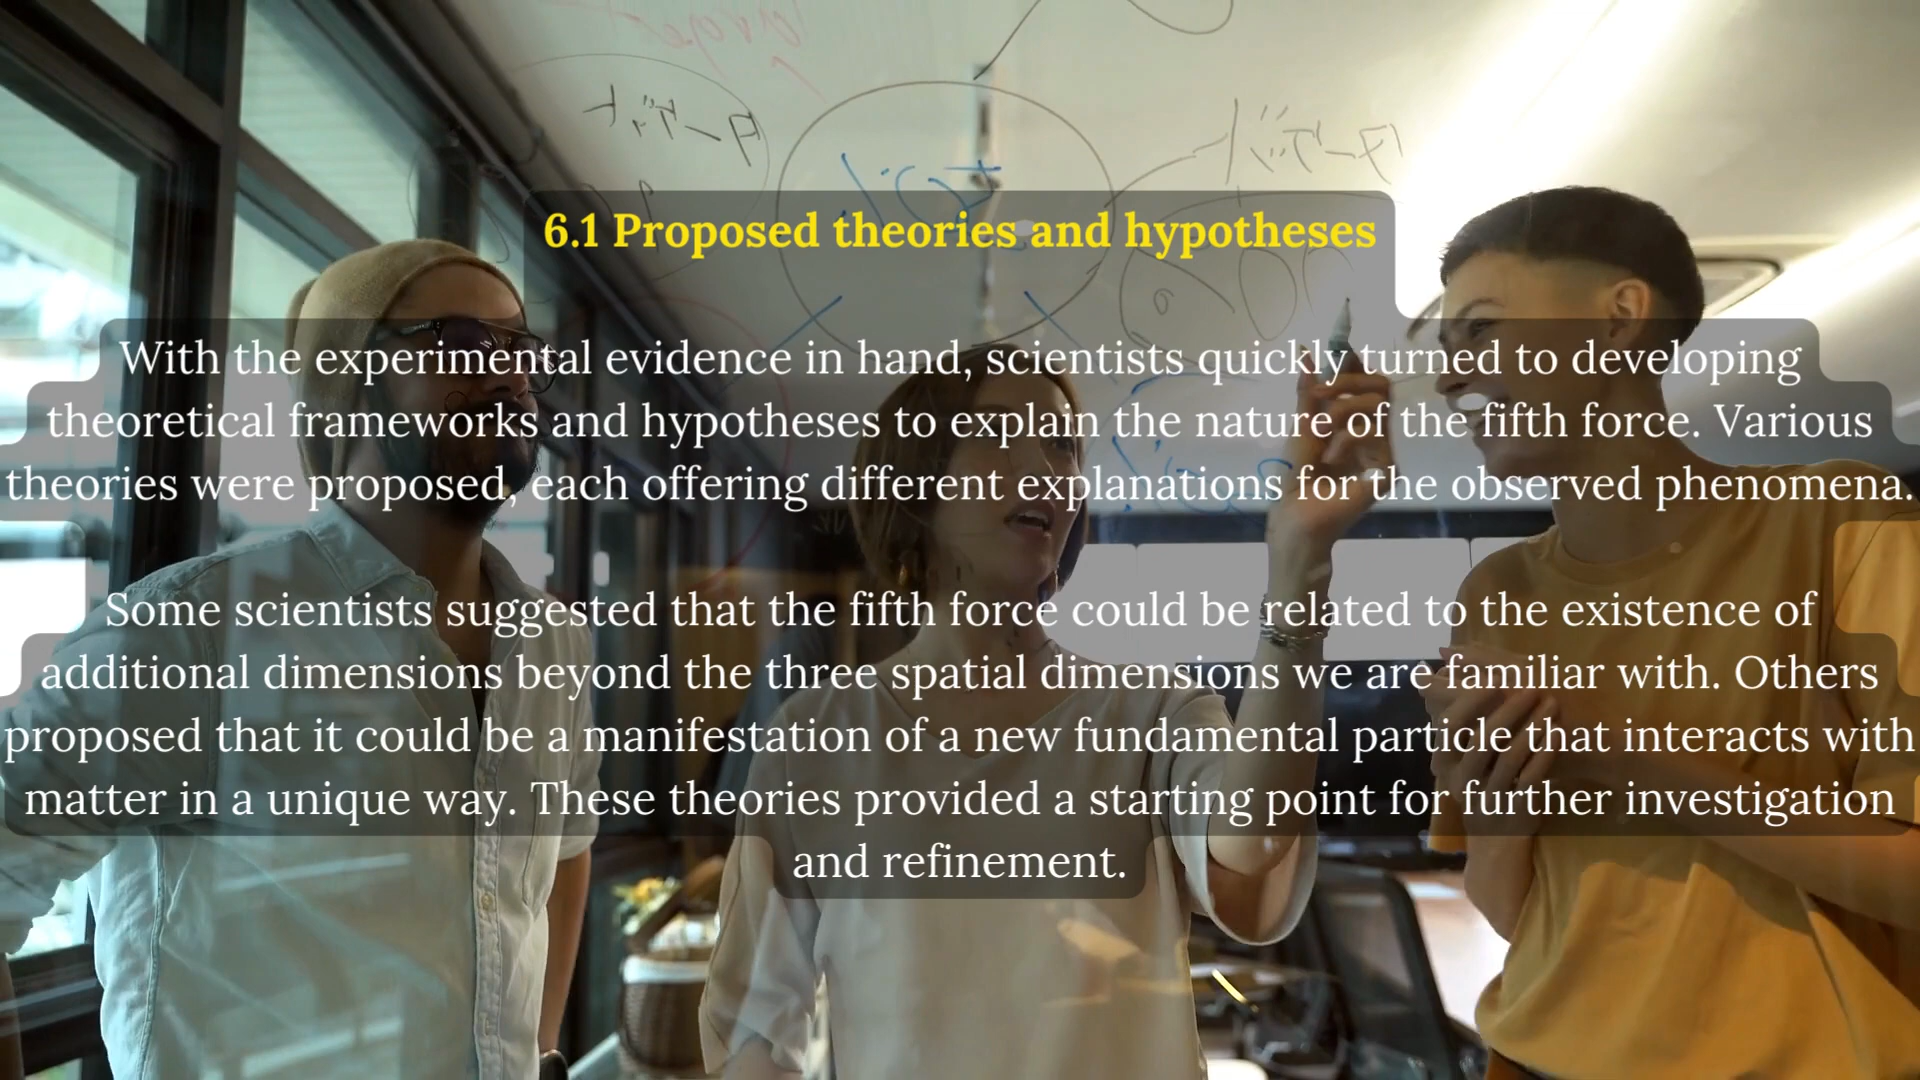 6.1 Proposed theories and hypotheses
With the experimental evidence in hand, scientists quickly turned to developing
theoretical frameworks and hypotheses to explain the nature of the fifth force. Various
theories were proposed, each offering different explanations for the observed phenomena.
Some scientists suggested that the fifth force could be related to the existence of
additional dimensions beyond the three spatial dimensions we are familiar with. Others
proposed that it could be a manifestation of a new fundamental particle that interacts with
matter in a unique way. These theories provided a starting point for further investigation
and refinement.